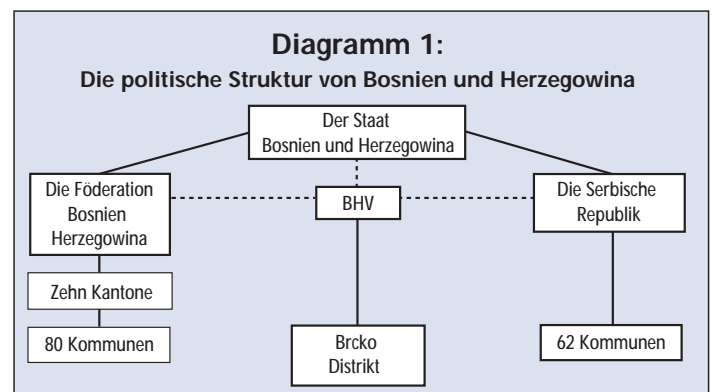 Diagramm 1:
Die politische Struktur von Bosnien und Herzegowina
Der Staat
Bosnien und Herzegowina
Die Föderation
Bosnien
Herzegowina
BHV
Die Serbische
Republik
Zehn Kantone
80 Kommunen
Brcko
Distrikt
62 Kommunen